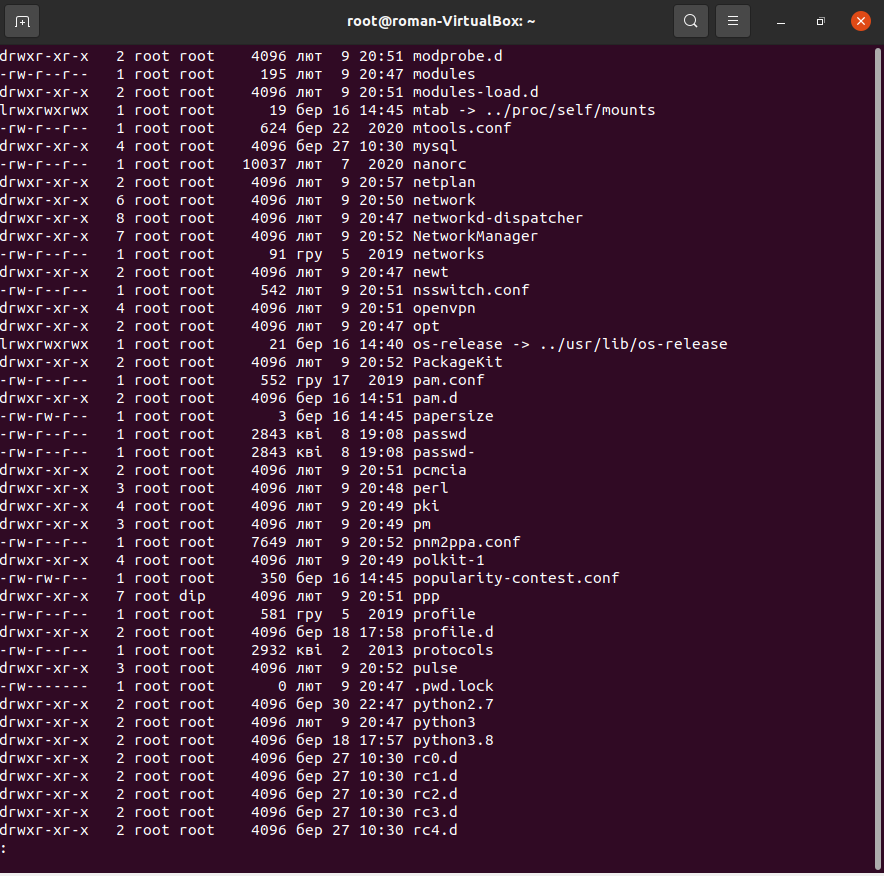 root@roman-VirtualBox: ~
drwxr-xr-x   2 root root    4096 лют  9 20:51 modprobe.d
-rw-r--r--   1 root root     195 лют  9 20:47 modules
drwxr-xr-x   2 root root    4096 лют  9 20:51 modules-load.d
lrwxrwxrwx   1 root root      19 бер 16 14:45 mtab -> ../proc/self/mounts
-rw-r--r--   1 root root     624 бер 22  2020 mtools.conf
drwxr-xr-x   4 root root    4096 бер 27 10:30 mysql
-rw-r--r--   1 root root   10037 лют  7  2020 nanorc
drwxr-xr-x   2 root root    4096 лют  9 20:57 netplan
drwxr-xr-x   6 root root    4096 лют  9 20:50 network
drwxr-xr-x   8 root root    4096 лют  9 20:47 networkd-dispatcher
drwxr-xr-x   7 root root    4096 лют  9 20:52 NetworkManager
-rw-r--r--   1 root root      91 гру  5  2019 networks
drwxr-xr-x   2 root root    4096 лют  9 20:47 newt
-rw-r--r--   1 root root     542 лют  9 20:51 nsswitch.conf
drwxr-xr-x   4 root root    4096 лют  9 20:51 openvpn
drwxr-xr-x   2 root root    4096 лют  9 20:47 opt
lrwxrwxrwx   1 root root      21 бер 16 14:40 os-release -> ../usr/lib/os-release
drwxr-xr-x   2 root root    4096 лют  9 20:52 PackageKit
-rw-r--r--   1 root root     552 гру 17  2019 pam.conf
drwxr-xr-x   2 root root    4096 бер 16 14:51 pam.d
-rw-rw-r--   1 root root       3 бер 16 14:45 papersize
-rw-r--r--   1 root root    2843 кві  8 19:08 passwd
-rw-r--r--   1 root root    2843 кві  8 19:08 passwd-
drwxr-xr-x   2 root root    4096 лют  9 20:51 pcmcia
drwxr-xr-x   3 root root    4096 лют  9 20:48 perl
drwxr-xr-x   4 root root    4096 лют  9 20:49 pki
drwxr-xr-x   3 root root    4096 лют  9 20:49 pm
-rw-r--r--   1 root root    7649 лют  9 20:52 pnm2ppa.conf
drwxr-xr-x   4 root root    4096 лют  9 20:49 polkit-1
-rw-rw-r--   1 root root     350 бер 16 14:45 popularity-contest.conf
drwxr-xr-x   7 root dip     4096 лют  9 20:51 ppp
-rw-r--r--   1 root root     581 гру  5  2019 profile
drwxr-xr-x   2 root root    4096 бер 18 17:58 profile.d
-rw-r--r--   1 root root    2932 кві  2  2013 protocols
drwxr-xr-x   3 root root    4096 лют  9 20:52 pulse
-rw-------   1 root root       0 лют  9 20:47 .pwd.lock
drwxr-xr-x   2 root root    4096 бер 30 22:47 python2.7
drwxr-xr-x   2 root root    4096 лют  9 20:47 python3
drwxr-xr-x   2 root root    4096 бер 18 17:57 python3.8
drwxr-xr-x   2 root root    4096 бер 27 10:30 rc0.d
drwxr-xr-x   2 root root    4096 бер 27 10:30 rc1.d
drwxr-xr-x   2 root root    4096 бер 27 10:30 rc2.d
drwxr-xr-x   2 root root    4096 бер 27 10:30 rc3.d
drwxr-xr-x   2 root root    4096 бер 27 10:30 rc4.d
: